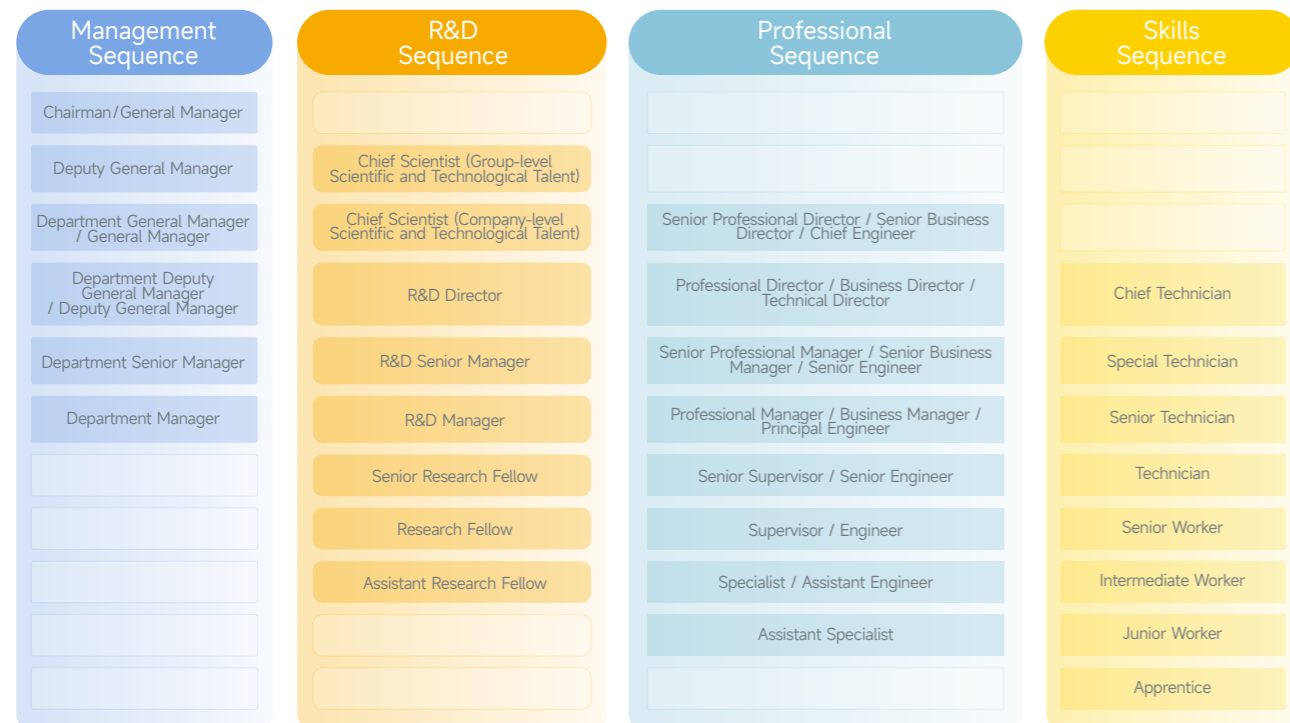 Management
Sequence
Chairman/General Manager
Deputy General Manager
Department General Manager
/ General Manager
Department Deputy
General Manager
/ Deputy General Manager
Department Senior Manager
Department Manager
R&D
Sequence
Chief Scientist (Group-level
Scientific and Technological Talent)
Chief Scientist (Company-level
Scientific and Technological Talent)
R&D Director
R&D Senior Manager
R&D Manager
Senior Research Fellow
Research Fellow
Assistant Research Fellow
Professional
Sequence
Senior Professional Director / Senior Business
Director / Chief Engineer
Professional Director / Business Director /
Technical Director
Senior Professional Manager / Senior Business
Manager / Senior Engineer
Professional Manager / Business Manager /
Principal Engineer
Senior Supervisor / Senior Engineer
Supervisor / Engineer
Specialist / Assistant Engineer
Assistant Specialist
Skills
Sequence
Chief Technician
Special Technician
Senior Technician
Technician
Senior Worker
Intermediate Worker
Junior Worker
Apprentice